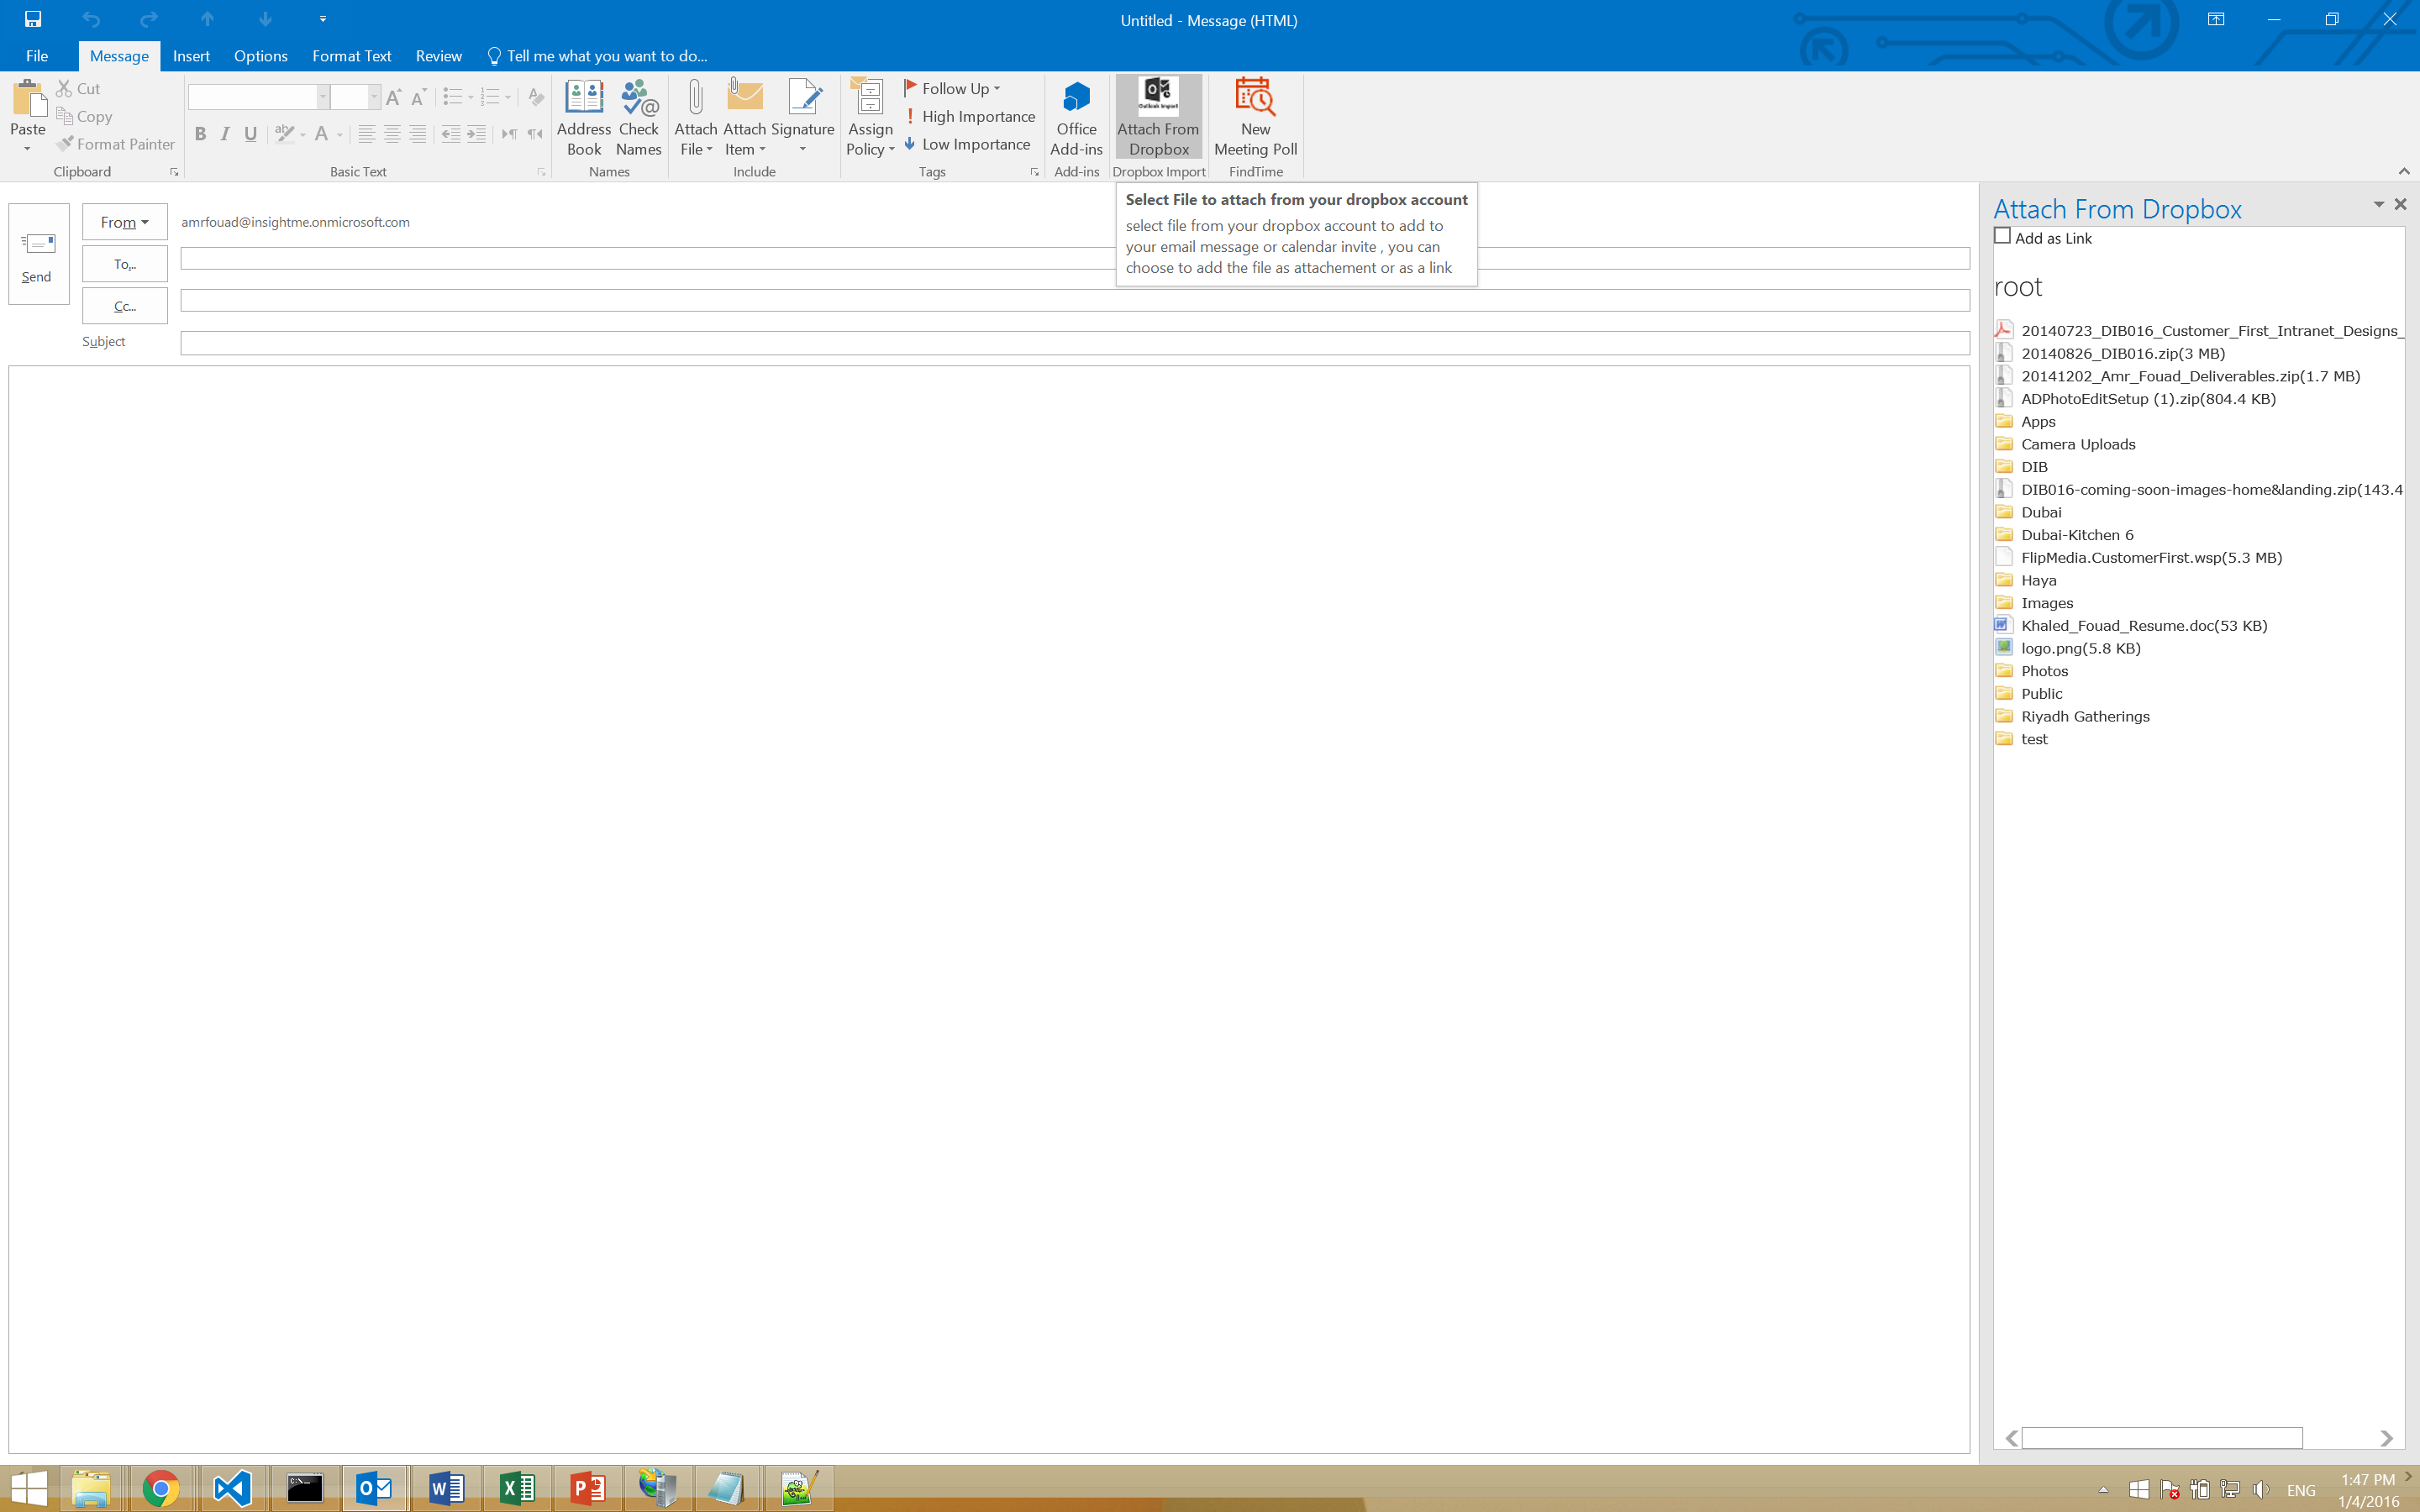 Untitled - Message (HTML)
File
Message
Insert
Options
Format Text
Review
Tell me what you want to do...
Paste
Cut
Copy
Format Painter
Clipboard
B I U
Basic Text
Address Book
Check Names
Names
Attach File
Attach Item
Signature
Include
Assign Policy
Follow Up
High Importance
Low Importance
Tags
Office Add-ins
Add-ins
Outlook Import
Attach From Dropbox
Dropbox Import
New Meeting Poll
FindTime
Select File to attach from your dropbox account
select file from your dropbox account to add to
your email message or calendar invite , you can
choose to add the file as attachement or as a link
Send
From
amrfouad@insightme.onmicrosoft.com
To...
Cc...
Subject
Attach From Dropbox
Add as Link
root
20140723_DIB016_Customer_First_Intranet_Designs_
20140826_DIB016.zip(3 MB)
20141202_Amr_Fouad_Deliverables.zip(1.7 MB)
ADPhotoEditSetup (1).zip(804.4 KB)
Apps
Camera Uploads
DIB
DIB016-coming-soon-images-home&landing.zip(143.4
Dubai
Dubai-Kitchen 6
FlipMedia.CustomerFirst.wsp(5.3 MB)
Haya
Images
Khaled_Fouad_Resume.doc(53 KB)
logo.png(5.8 KB)
Photos
Public
Riyadh Gatherings
test
ENG
1:47 PM
1/4/2016